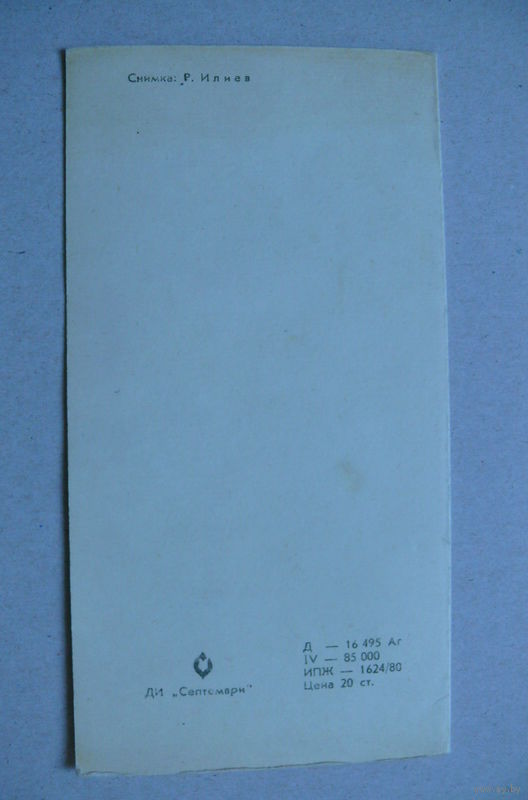 Снимка: Р. Илиев
ДИ „Септември"
Д — 16 495 Аг
IV — 85 000
ИПЖ — 1624/80
Цена 20 ст.